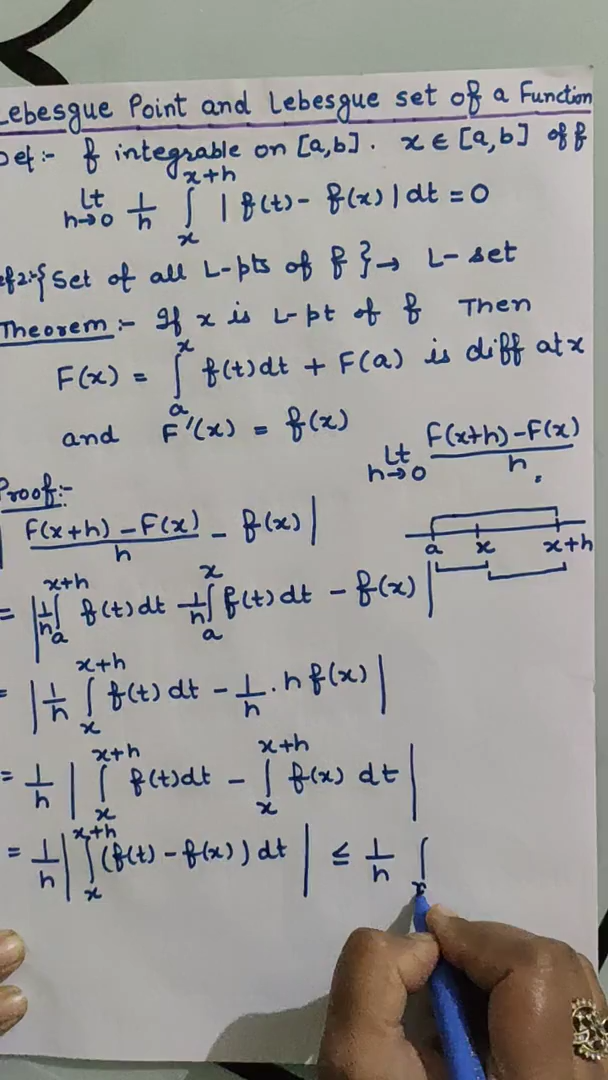 Lebesgue Point and Lebesgue set of a Function
Def:- f integrable on [a,b]. x ∈ [a,b] of f
Lt h→0 1/h ∫_x^{x+h} | f(t) - f(x) | dt = 0
ef2:- {Set of all L-pts of f} → L-set
Theorem:- If x is L-pt of f Then
F(x) = ∫_a^x f(t) dt + F(a) is diff at x
and F'(x) = f(x)
Lt h→0 F(x+h) - F(x) / h .
Proof:-
| F(x+h) - F(x) / h - f(x) |
a x x+h
= | 1/h ∫_a^{x+h} f(t) dt - 1/h ∫_a^x f(t) dt - f(x) |
= | 1/h ∫_x^{x+h} f(t) dt - 1/h . h f(x) |
= 1/h | ∫_x^{x+h} f(t) dt - ∫_x^{x+h} f(x) dt |
= 1/h | ∫_x^{x+h} (f(t) - f(x)) dt | ≤ 1/h ∫_x